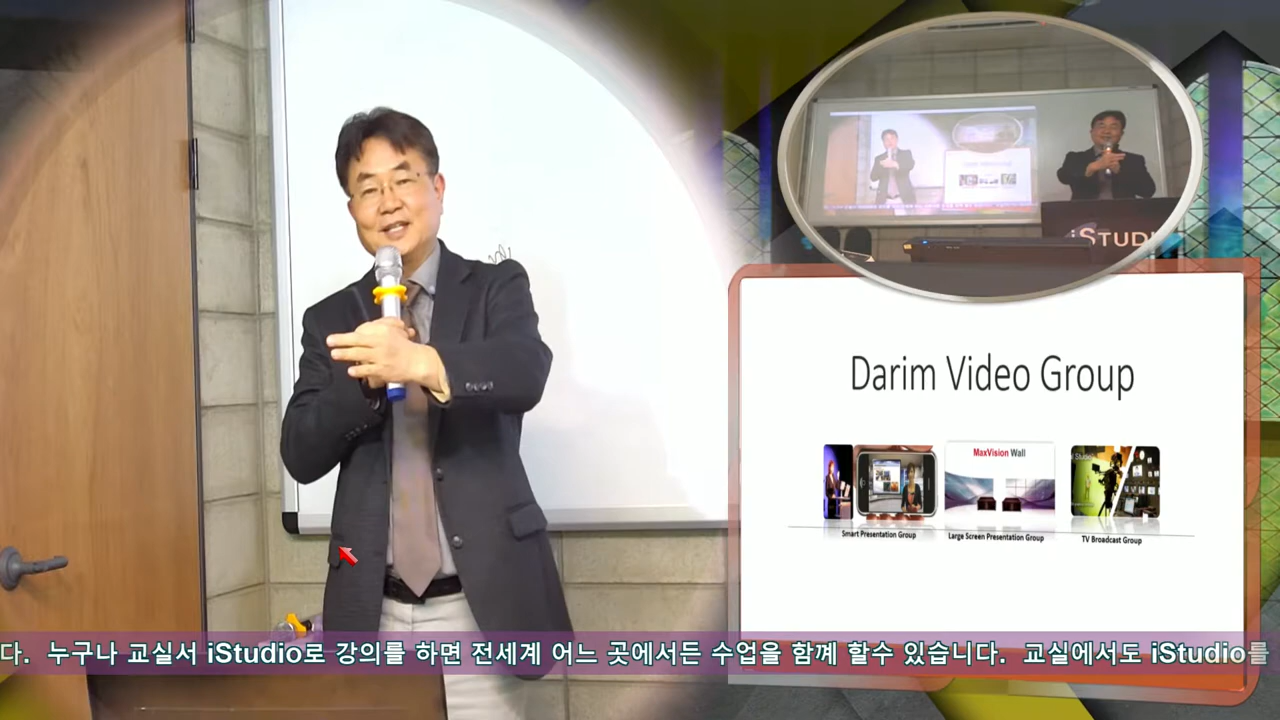 iSTUDI
Darim Video Group
MaxVision Wall
Smart Presentation Group
Large Screen Presentation Group
TV Broadcast Group
다. 누구나 교실서 iStudio로 강의를 하면 전세계 어느 곳에서든 수업을 함께 할수 있습니다. 교실에서도 iStudio를